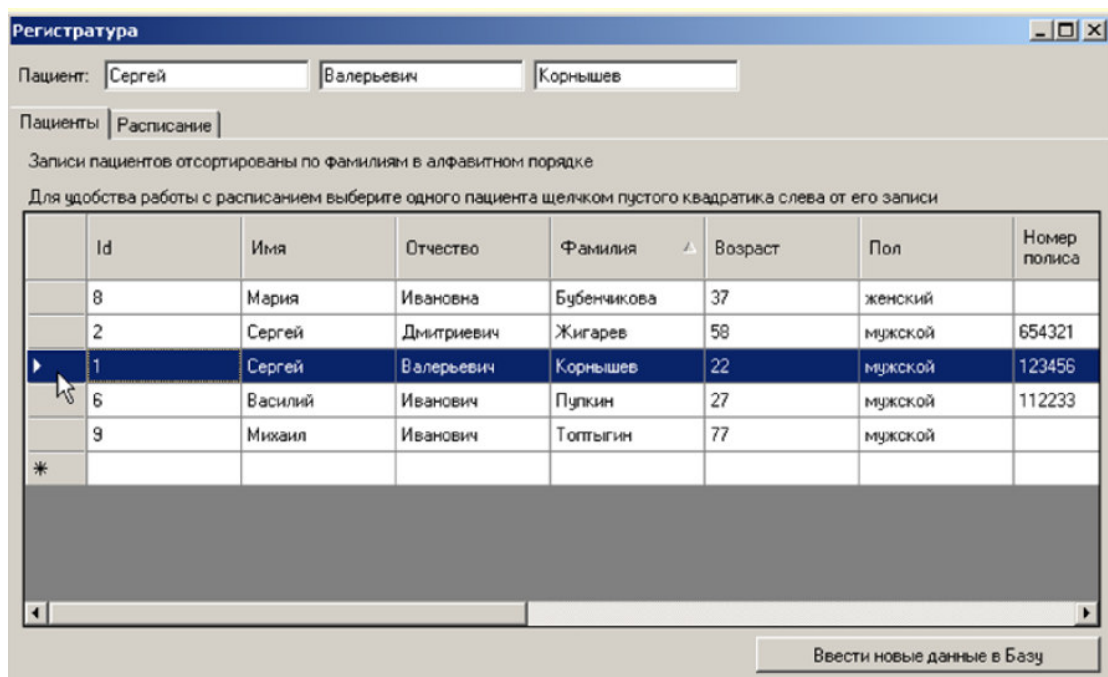 Регистратура
Пациент: Сергей Валерьевич Корнышев
Пациенты Расписание
Записи пациентов отсортированы по фамилиям в алфавитном порядке
Для удобства работы с расписанием выберите одного пациента щелчком пустого квадратика слева от его записи
Id Имя Отчество Фамилия Возраст Пол Номер полиса
8 Мария Ивановна Бубенчикова 37 женский
2 Сергей Дмитриевич Жигарев 58 мужской 654321
1 Сергей Валерьевич Корнышев 22 мужской 123456
6 Василий Иванович Пупкин 27 мужской 112233
9 Михаил Иванович Топтыгин 77 мужской
Ввести новые данные в Базу